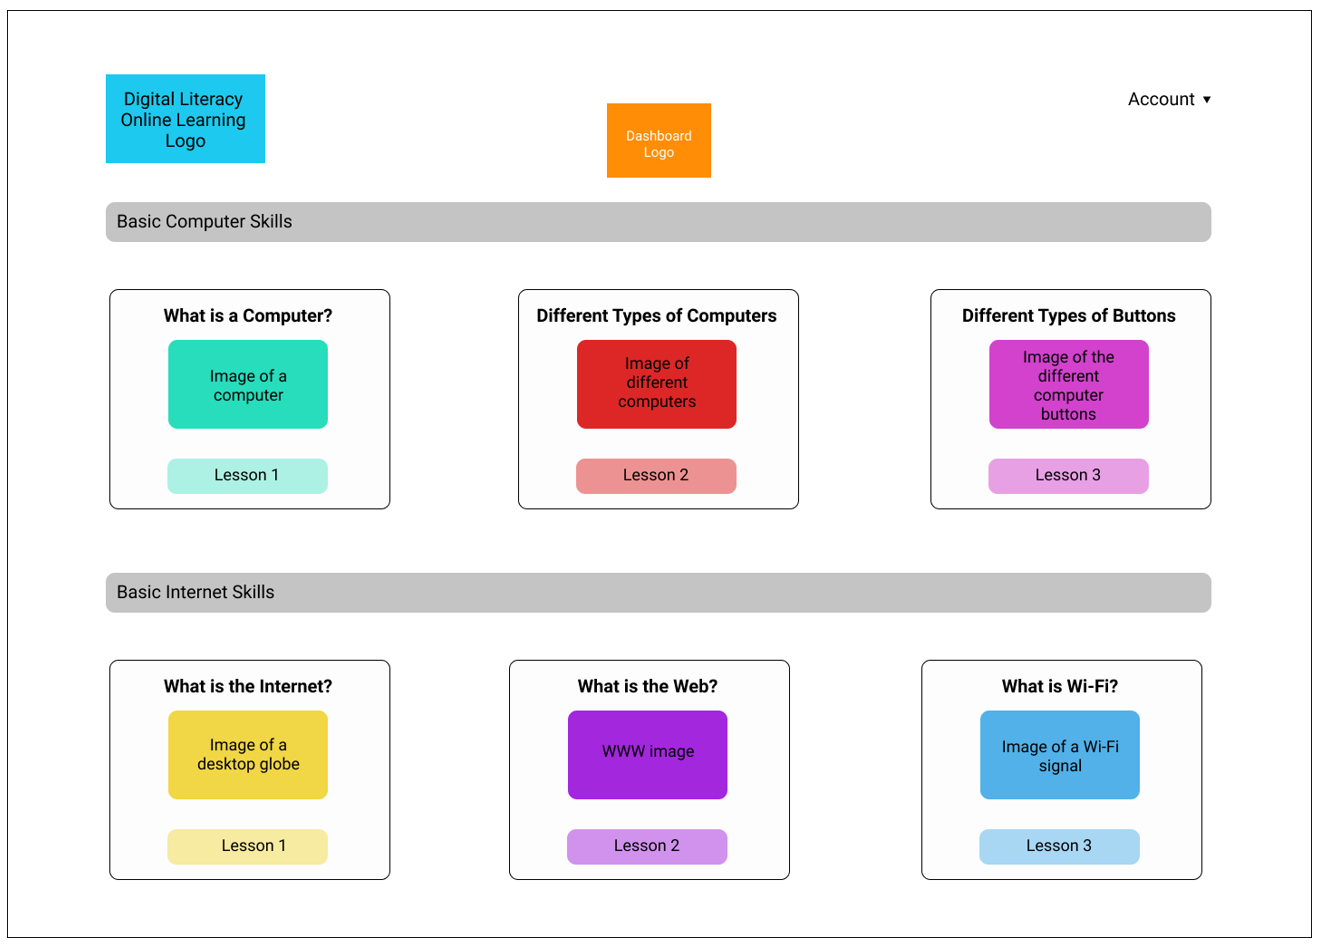 Digital Literacy
Online Learning
Logo
Dashboard
Logo
Account ▼
Basic Computer Skills
What is a Computer?
Image of a
computer
Lesson 1
Different Types of Computers
Image of
different
computers
Lesson 2
Different Types of Buttons
Image of the
different
computer
buttons
Lesson 3
Basic Internet Skills
What is the Internet?
Image of a
desktop globe
Lesson 1
What is the Web?
WWW image
Lesson 2
What is Wi-Fi?
Image of a Wi-Fi
signal
Lesson 3